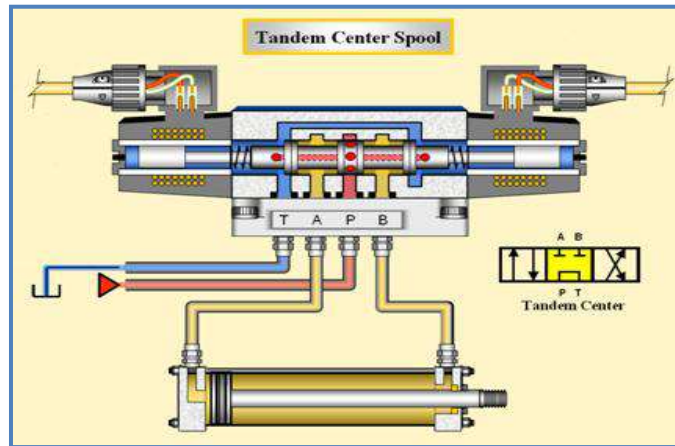 Tandem Center Spool
T A P B
A B
P T
Tandem Center